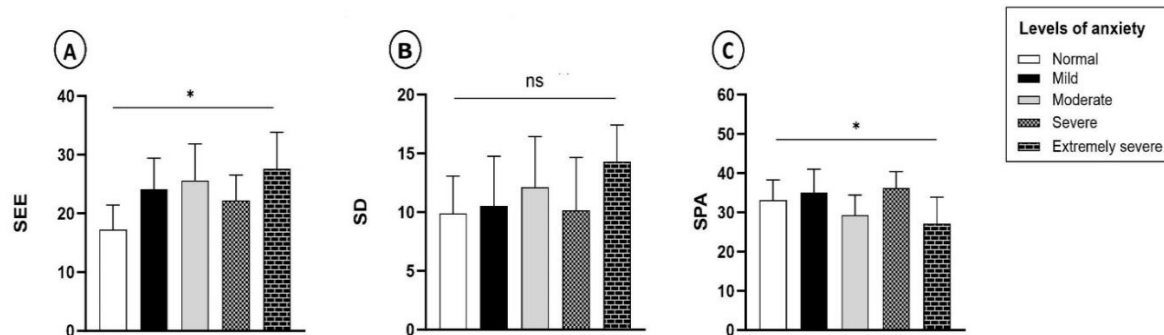 A
SEE
40
30
20
10
0
*
B
SD
20
15
10
5
0
ns
C
SPA
60
50
40
30
20
10
0
*
Levels of anxiety
Normal
Mild
Moderate
Severe
Extremely severe